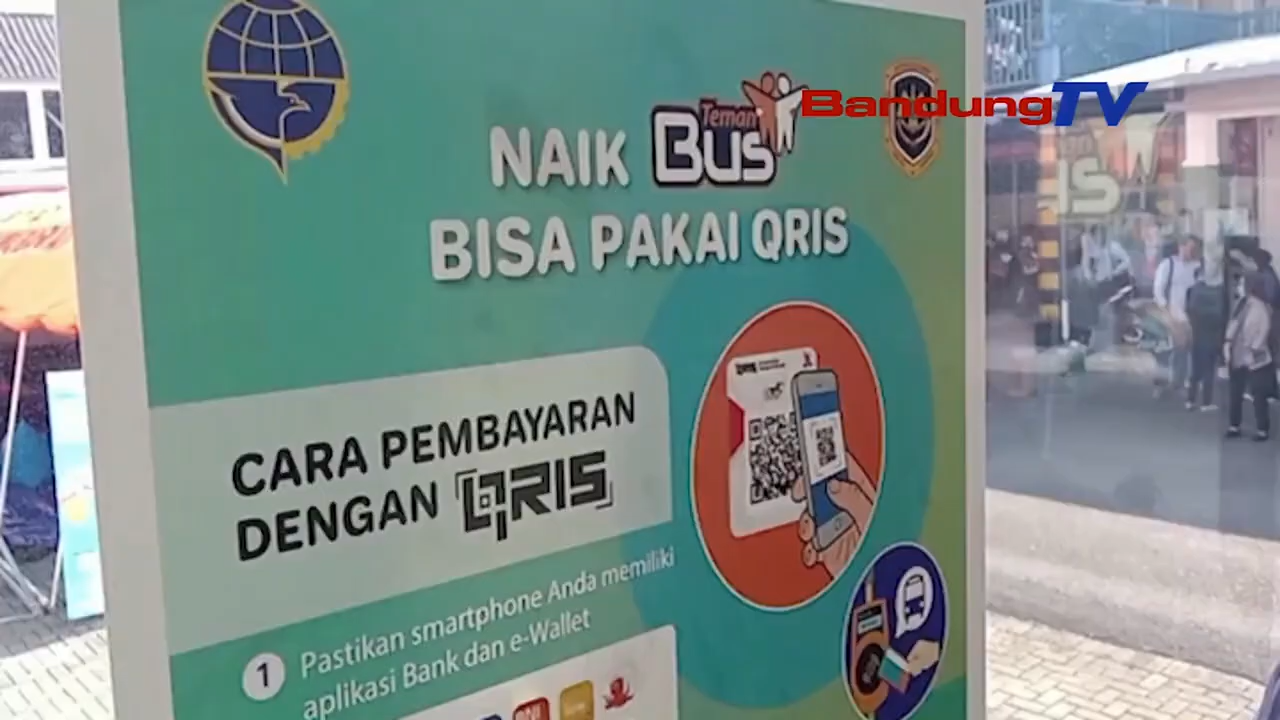 BandungTV
NAIK Teman Bus
BISA PAKAI QRIS
CARA PEMBAYARAN
DENGAN QRIS
1 Pastikan smartphone Anda memiliki
aplikasi Bank dan e-Wallet
BNI